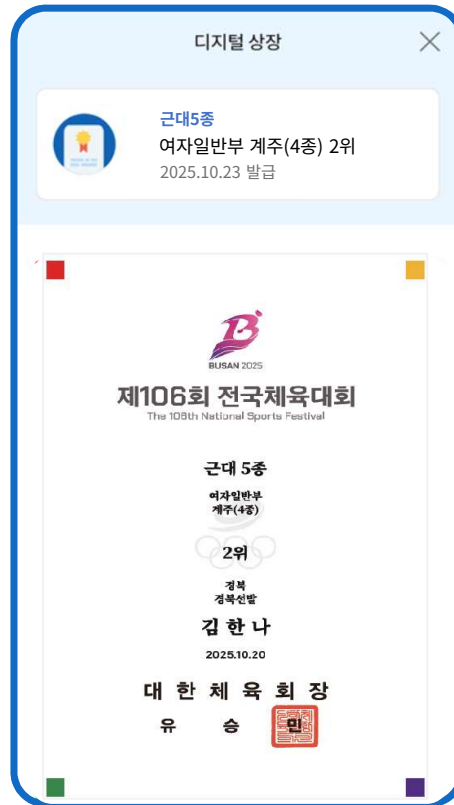 디지털 상장
근대5종
여자일반부 계주(4종) 2위
2025.10.23 발급
BUSAN 2025
제106회 전국체육대회
The 106th National Sports Festival
근대 5종
여자일반부
계주(4종)
2위
경북
경북선발
김 한 나
2025.10.20
대 한 체 육 회 장
유 승 민